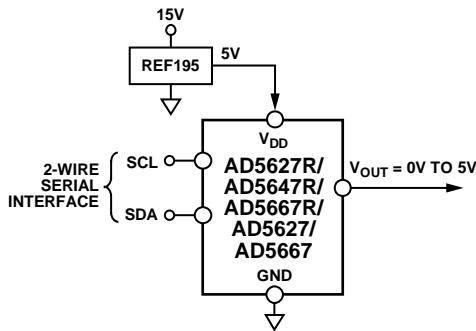 15V
REF195
5V
VDD
2-WIRE
SERIAL
INTERFACE
SCL
SDA
AD5627R/
AD5647R/
AD5667R/
AD5627/
AD5667
GND
VOUT = 0V TO 5V